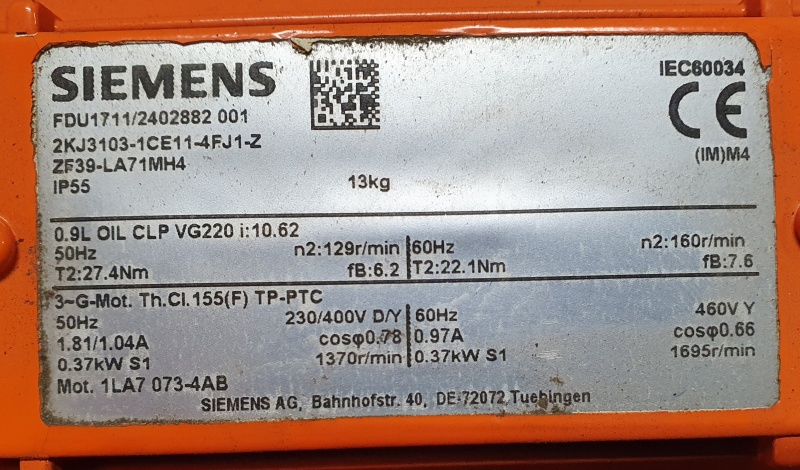 SIEMENS
IEC60034
FDU1711/2402882 001
CE
2KJ3103-1CE11-4FJ1-Z
(IM)M4
ZF39-LA71MH4
IP55 13kg
0.9L OIL CLP VG220 i:10.62
50Hz n2:129r/min 60Hz n2:160r/min
T2:27.4Nm fB:6.2 T2:22.1Nm fB:7.6
3~G-Mot. Th.Cl.155(F) TP-PTC
50Hz 230/400V D/Y 60Hz 460V Y
1.81/1.04A cosφ0.78 0.97A cosφ0.66
0.37kW S1 1370r/min 0.37kW S1 1695r/min
Mot. 1LA7 073-4AB
SIEMENS AG, Bahnhofstr. 40, DE-72072 Tuebingen